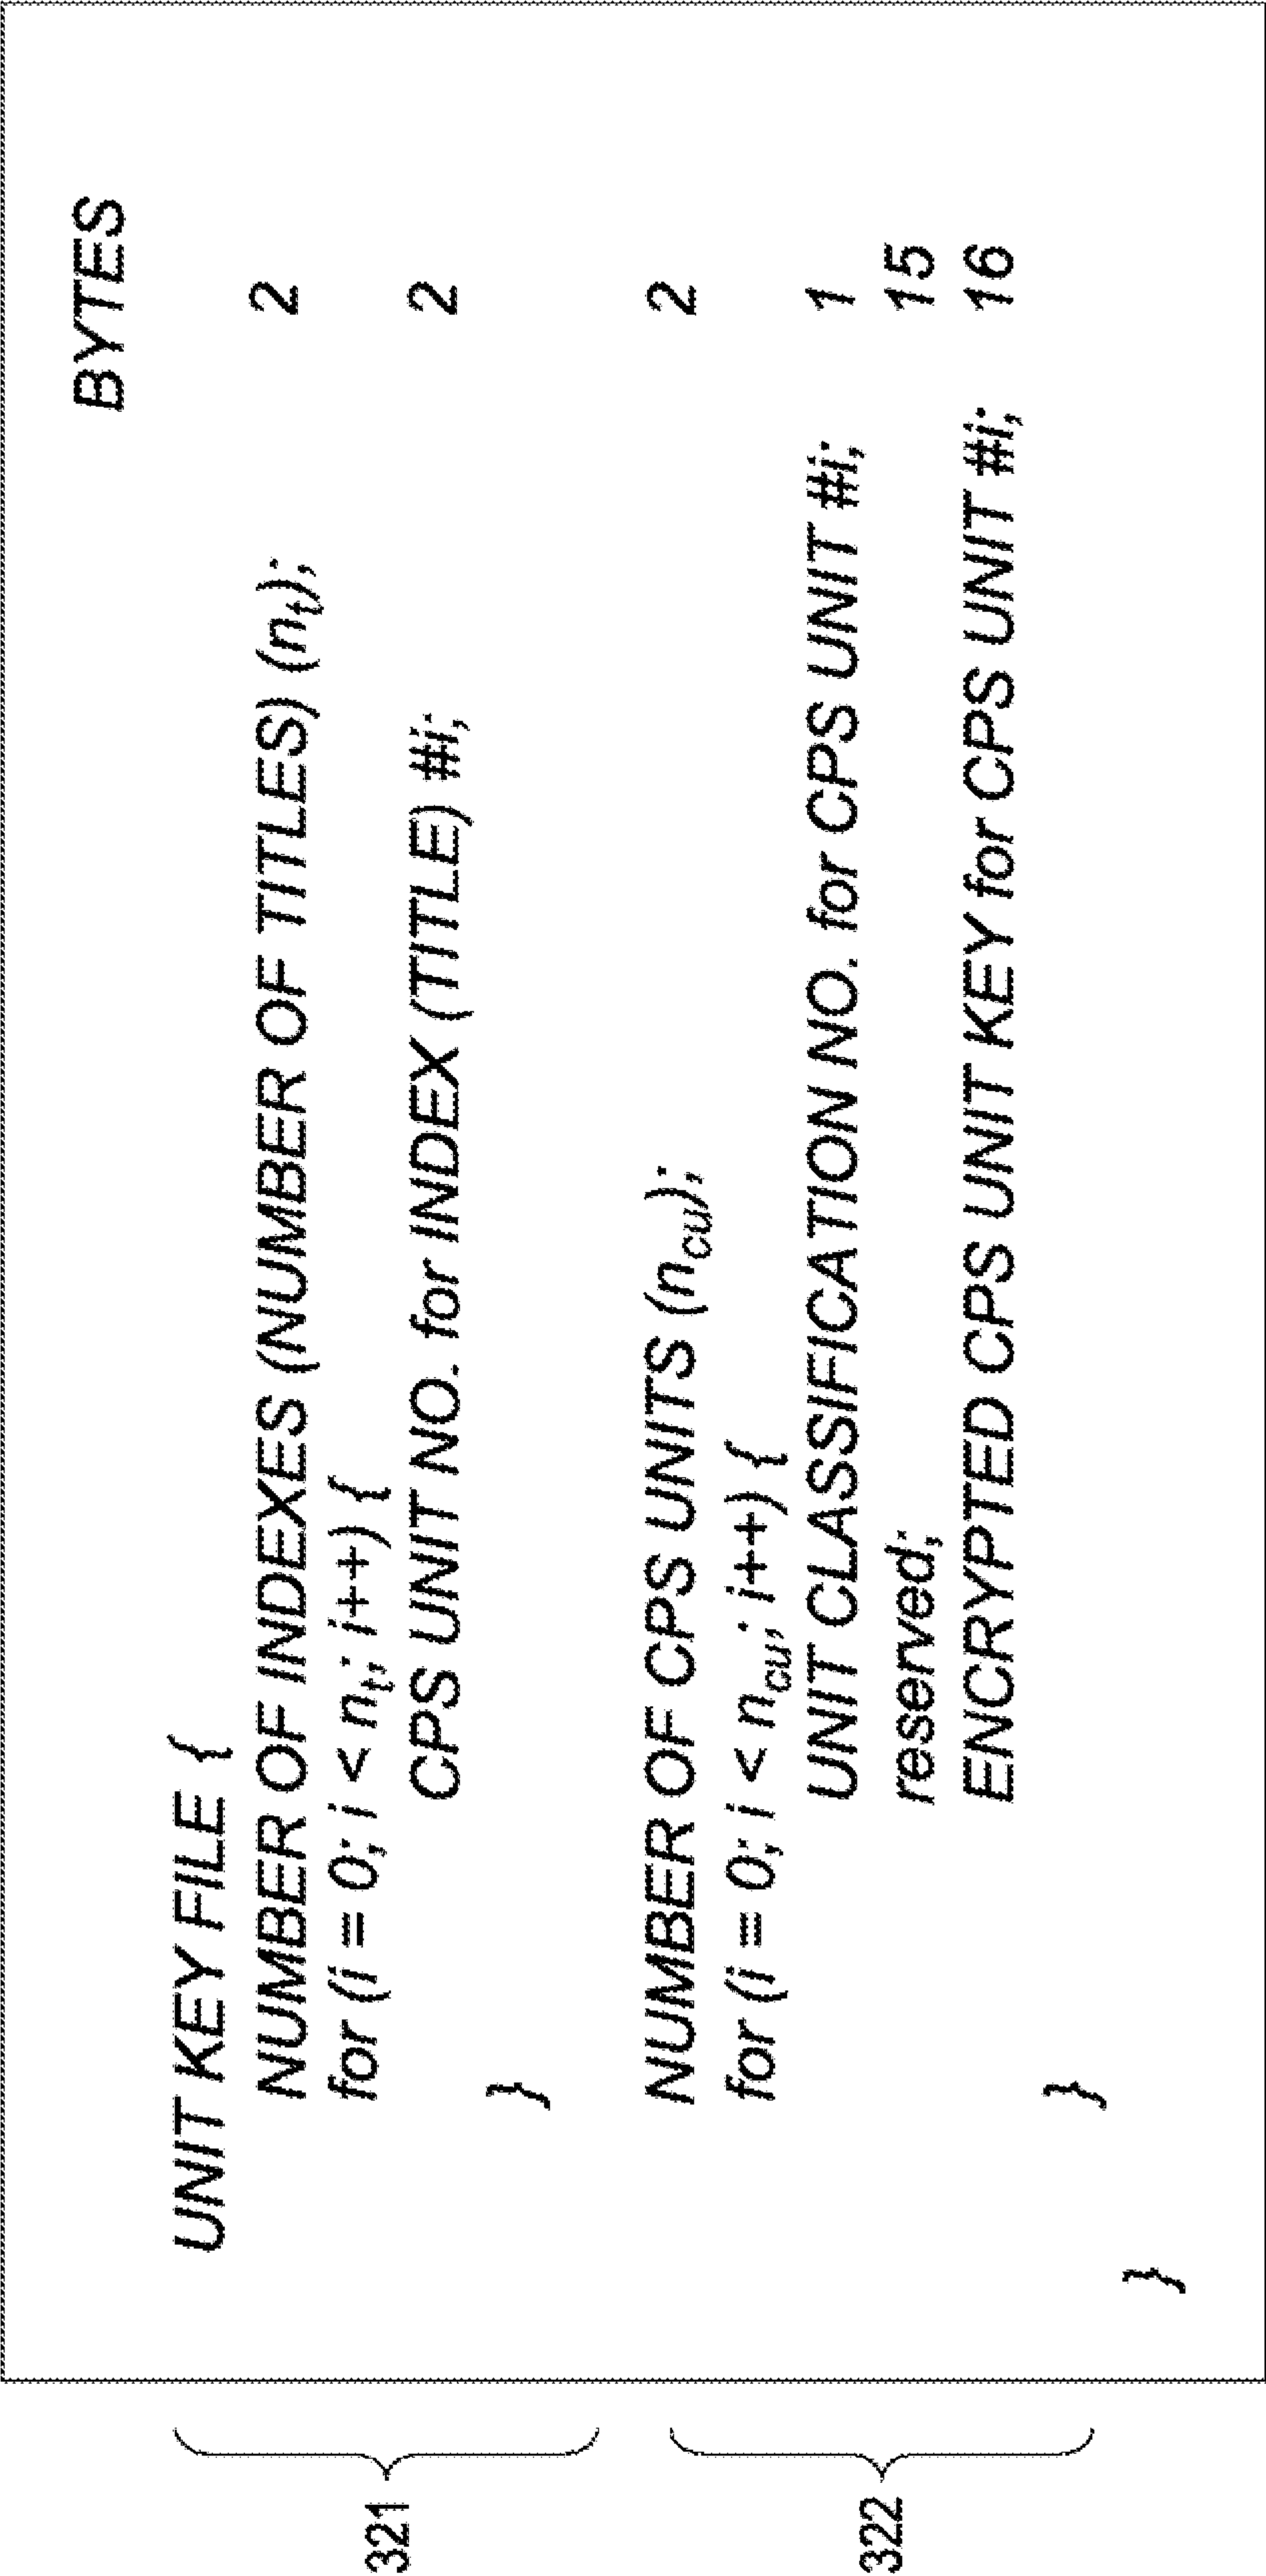 BYTES
UNIT KEY FILE {
NUMBER OF INDEXES (NUMBER OF TITLES) (nt); 2
for (i = 0; i < nt; i++) {
CPS UNIT NO. for INDEX (TITLE) #i; 2
}
321
NUMBER OF CPS UNITS (ncu); 2
for (i = 0; i < ncu; i++) {
UNIT CLASSIFICATION NO. for CPS UNIT #i; 1
reserved; 15
ENCRYPTED CPS UNIT KEY for CPS UNIT #i; 16
}
322
}